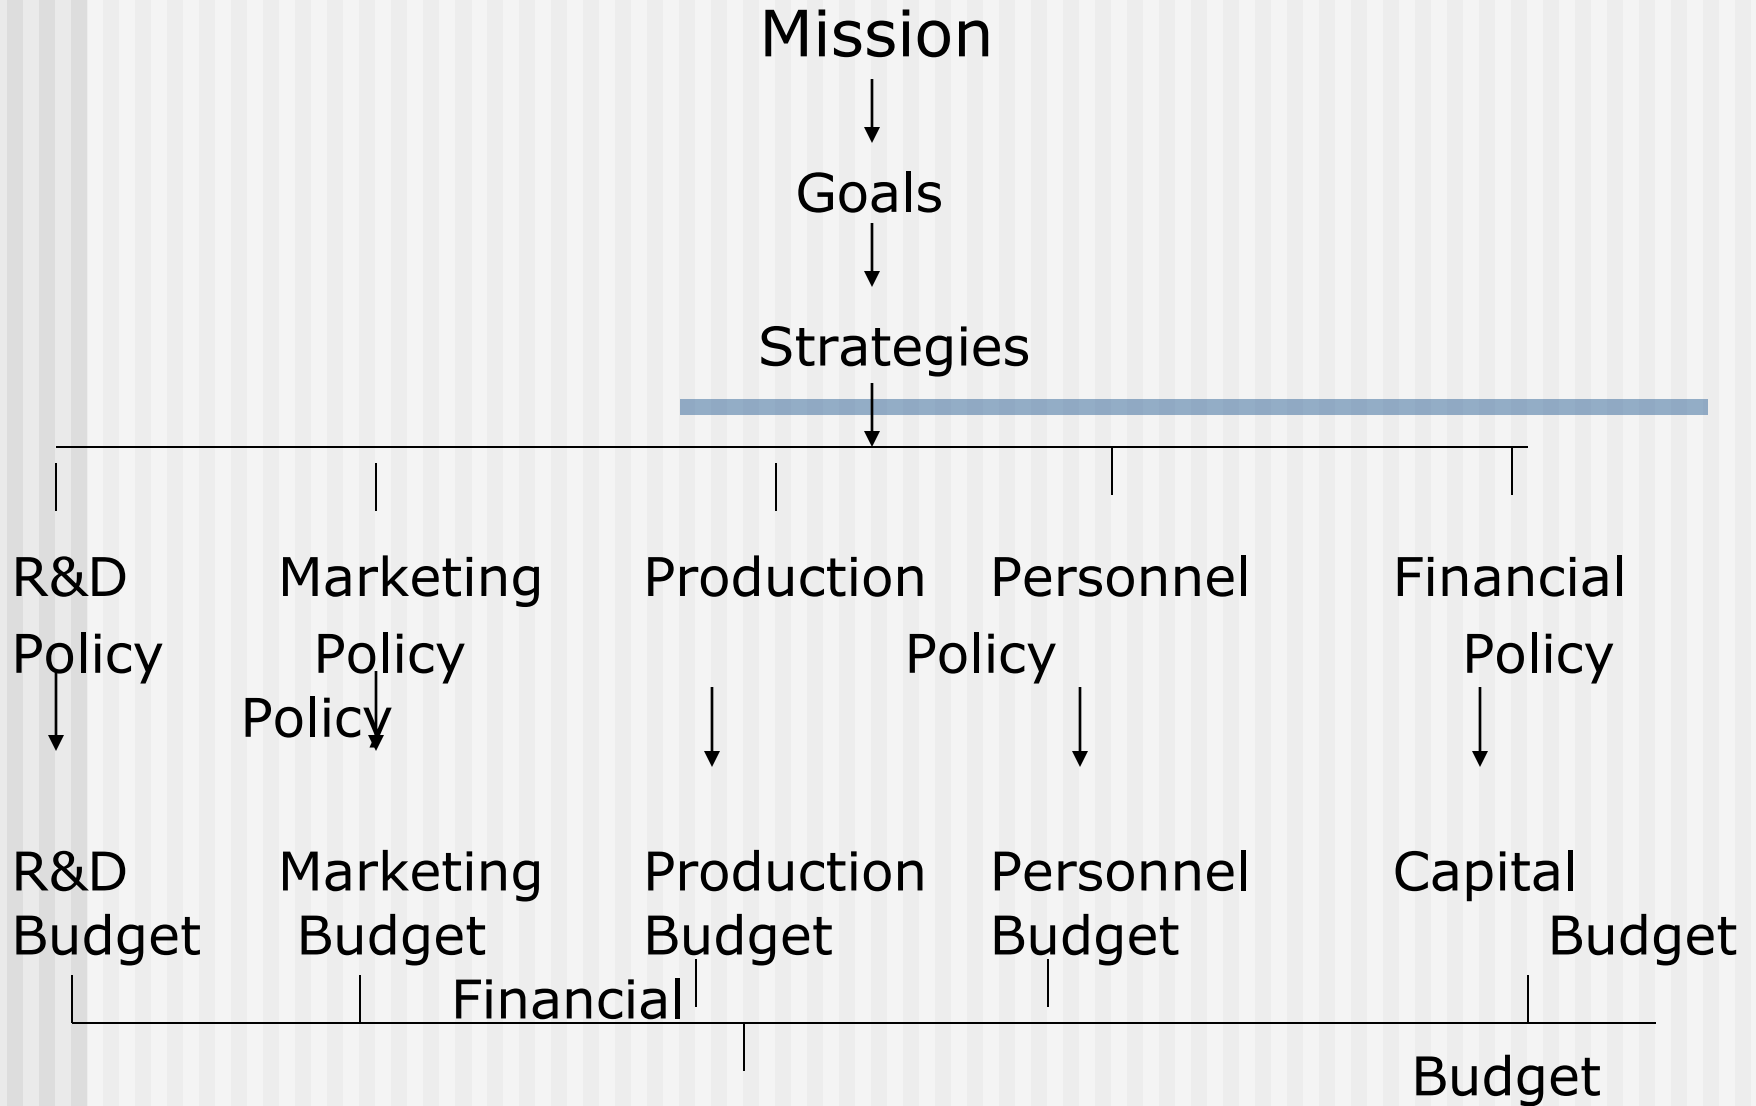 Mission
Goals
Strategies
R&D Marketing Production Personnel Financial
Policy Policy Policy Policy
Policy
R&D Marketing Production Personnel Capital
Budget Budget Budget Budget Budget
Financial
Budget